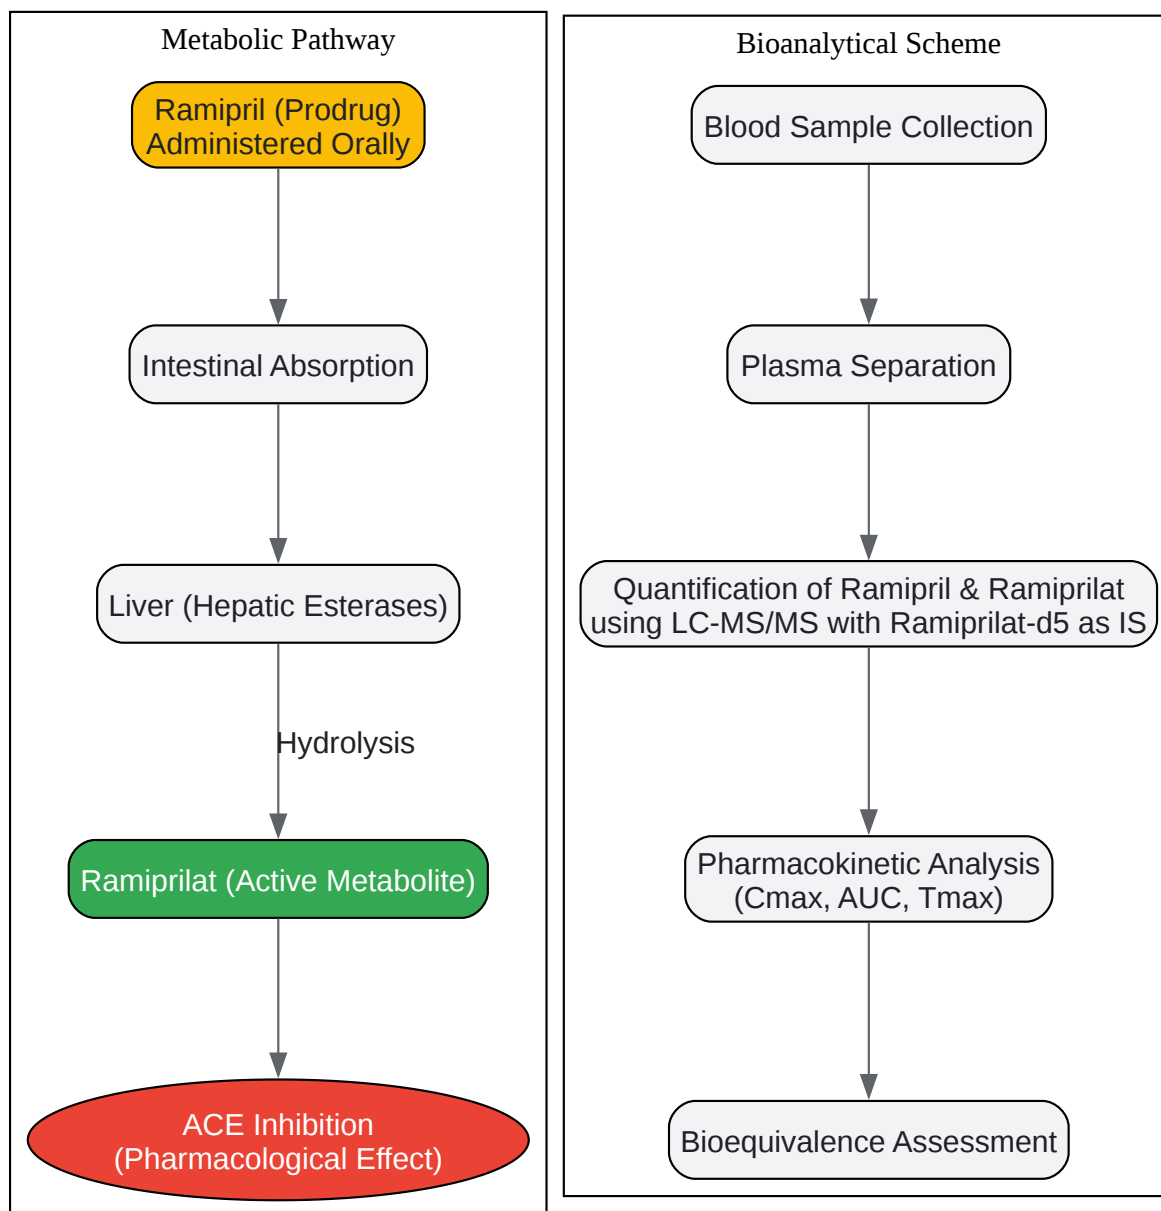 Metabolic Pathway
Ramipril (Prodrug)
Administered Orally
Intestinal Absorption
Liver (Hepatic Esterases)
Hydrolysis
Ramiprilat (Active Metabolite)
ACE Inhibition
(Pharmacological Effect)
Bioanalytical Scheme
Blood Sample Collection
Plasma Separation
Quantification of Ramipril & Ramiprilat
using LC-MS/MS with Ramiprilat-d5 as IS
Pharmacokinetic Analysis
(Cmax, AUC, Tmax)
Bioequivalence Assessment